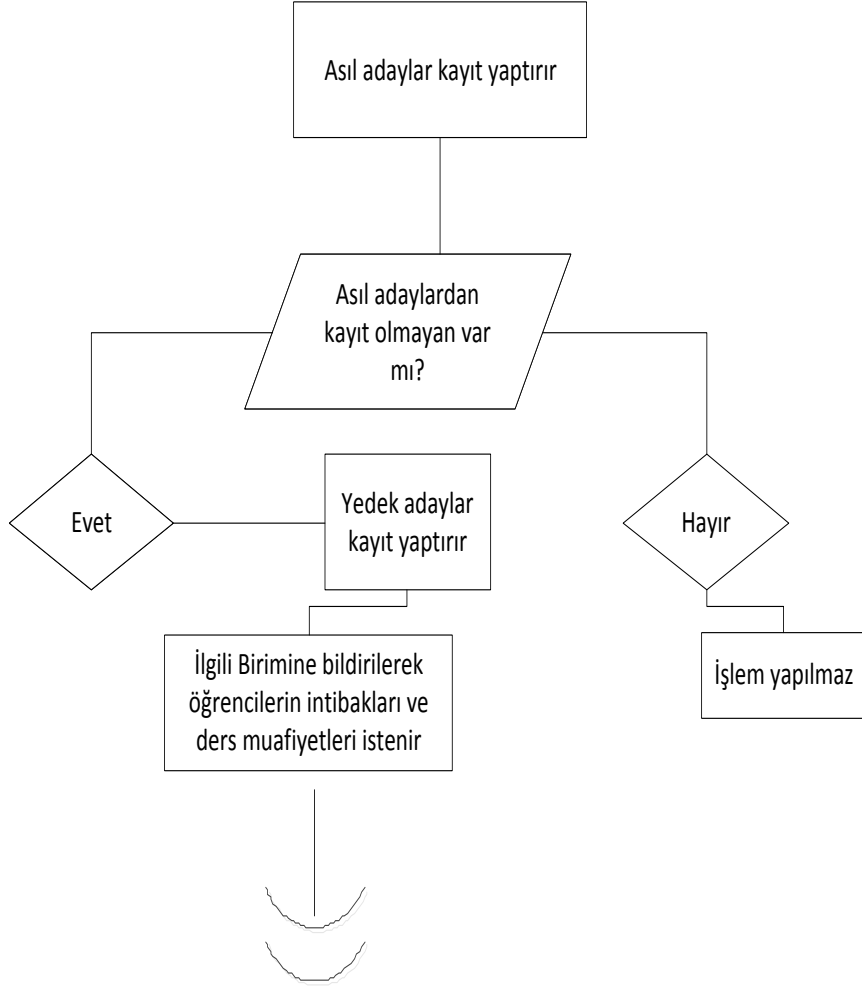 Asıl adaylar kayıt yaptırır
Asıl adaylardan
kayıt olmayan var
mı?
Evet
Yedek adaylar
kayıt yaptırır
Hayır
İlgili Birimine bildirilerek
öğrencilerin intibakları ve
ders muafiyetleri istenir
İşlem yapılmaz